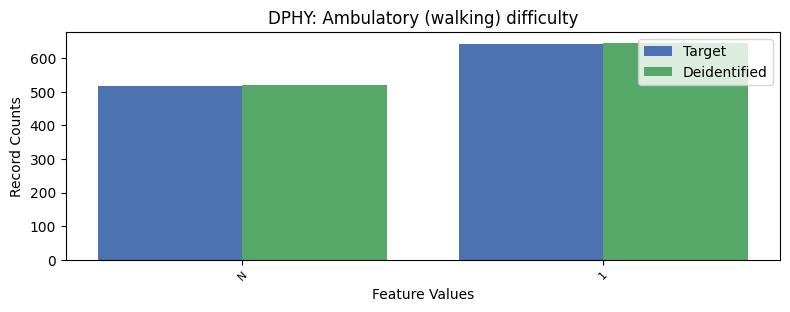 DPHY: Ambulatory (walking) difficulty
Record Counts
600
500
400
300
200
100
0
Target
Deidentified
N
1
Feature Values